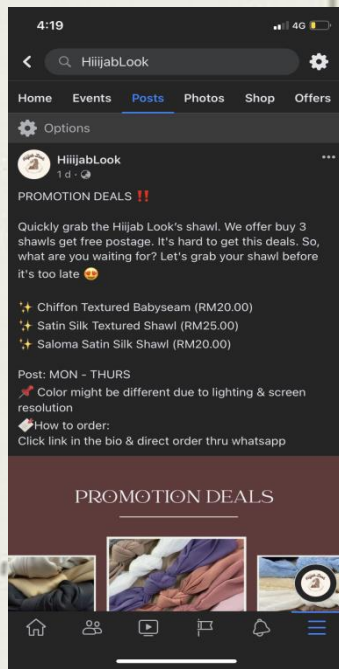 4:19
4G
HiiijabLook
Home Events Posts Photos Shop Offers
Options
HiiijabLook
1 d ·
PROMOTION DEALS ‼️
Quickly grab the Hiijab Look's shawl. We offer buy 3
shawls get free postage. It's hard to get this deals. So,
what are you waiting for? Let's grab your shawl before
it's too late 😍
✨ Chiffon Textured Babyseam (RM20.00)
✨ Satin Silk Textured Shawl (RM25.00)
✨ Saloma Satin Silk Shawl (RM20.00)
Post: MON - THURS
📌 Color might be different due to lighting & screen
resolution
🏷️How to order:
Click link in the bio & direct order thru whatsapp
PROMOTION DEALS